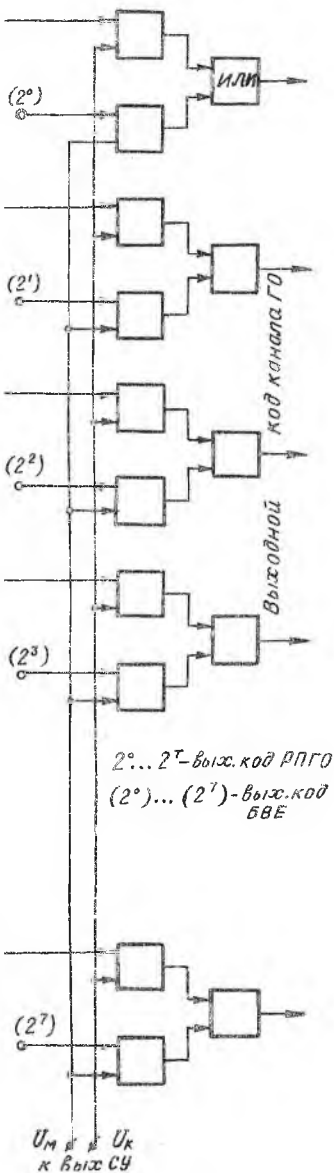 (2⁰)
ИЛИ
(2¹)
код канала ГО
(2²)
Выходной
(2³)
2⁰...2⁷-вых.код РПГО
(2⁰)...(2⁷)-вых.код
БВЕ
(2⁷)
Uм Uк
к вых СУ